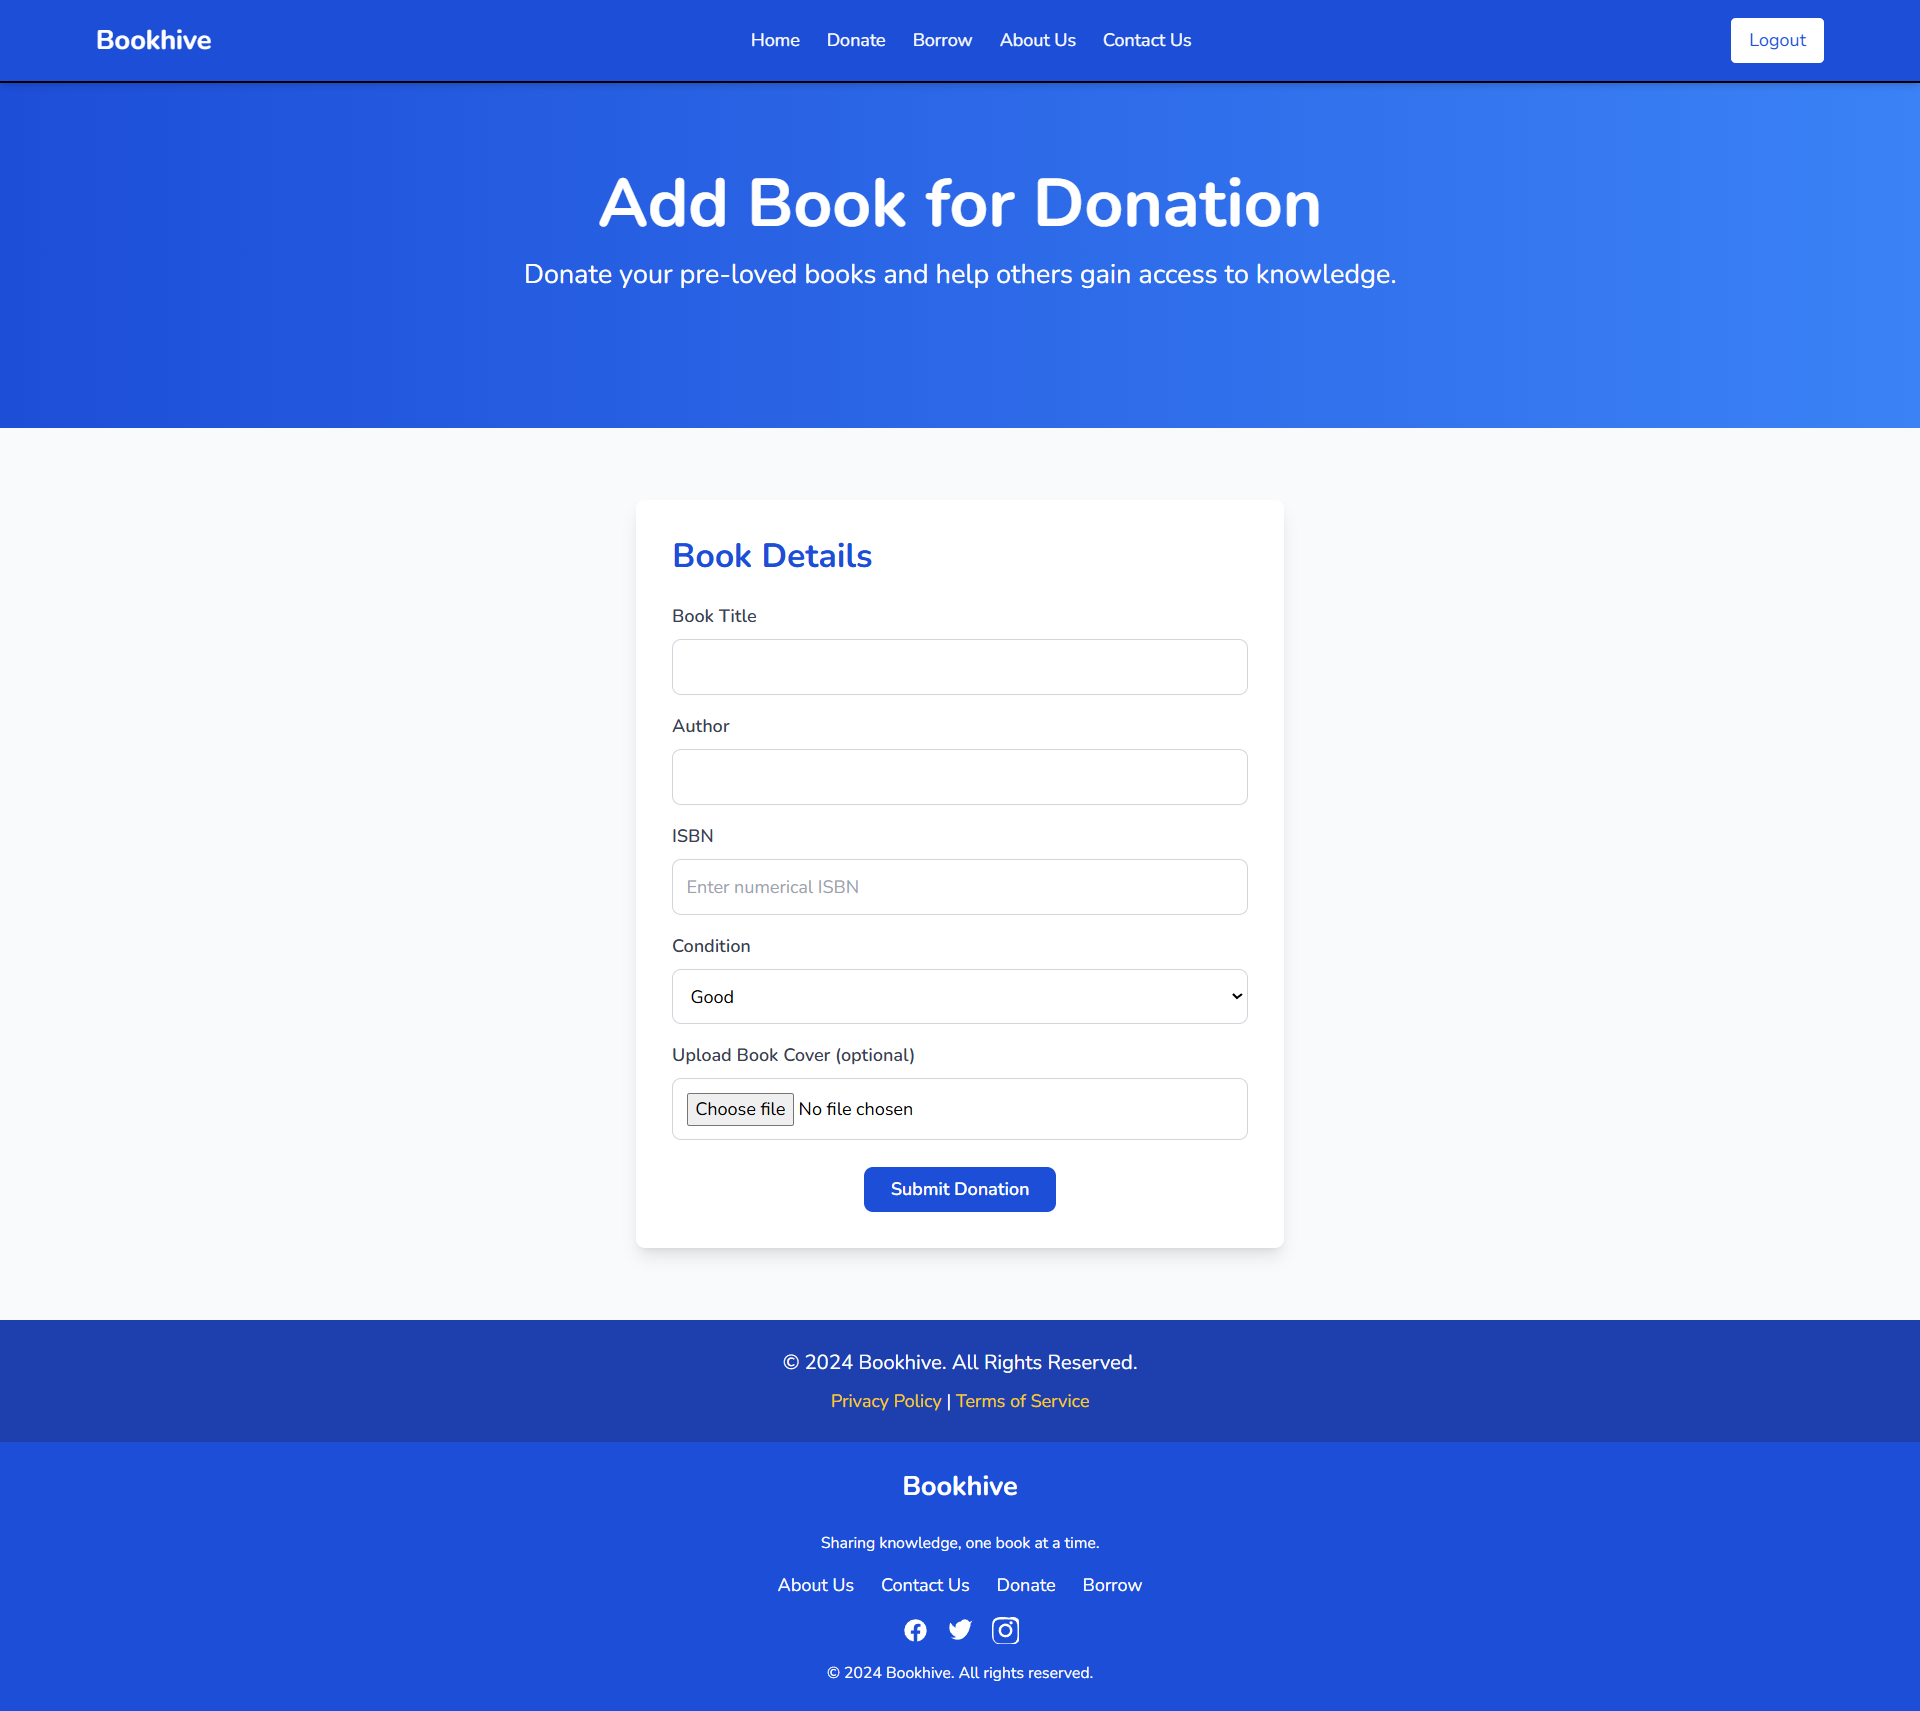 Bookhive
Home Donate Borrow About Us Contact Us
Logout
Add Book for Donation
Donate your pre-loved books and help others gain access to knowledge.
Book Details
Book Title
Author
ISBN
Enter numerical ISBN
Condition
Good
Upload Book Cover (optional)
Choose file No file chosen
Submit Donation
© 2024 Bookhive. All Rights Reserved.
Privacy Policy | Terms of Service
Bookhive
Sharing knowledge, one book at a time.
About Us Contact Us Donate Borrow
© 2024 Bookhive. All rights reserved.